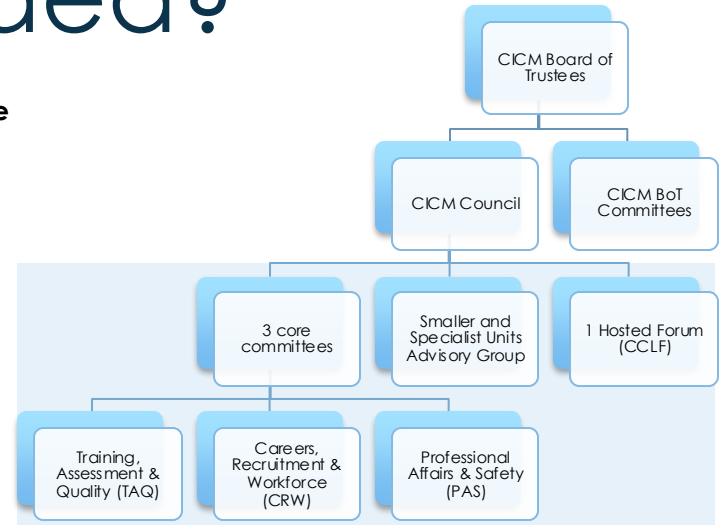 ded?
e
CICM Board of
Trustees
CICM Council
CICM BoT
Committees
3 core
committees
Smaller and
Specialist Units
Advisory Group
1 Hosted Forum
(CCLF)
Training,
Assessment &
Quality (TAQ)
Careers,
Recruitment &
Workforce
(CRW)
Professional
Affairs & Safety
(PAS)